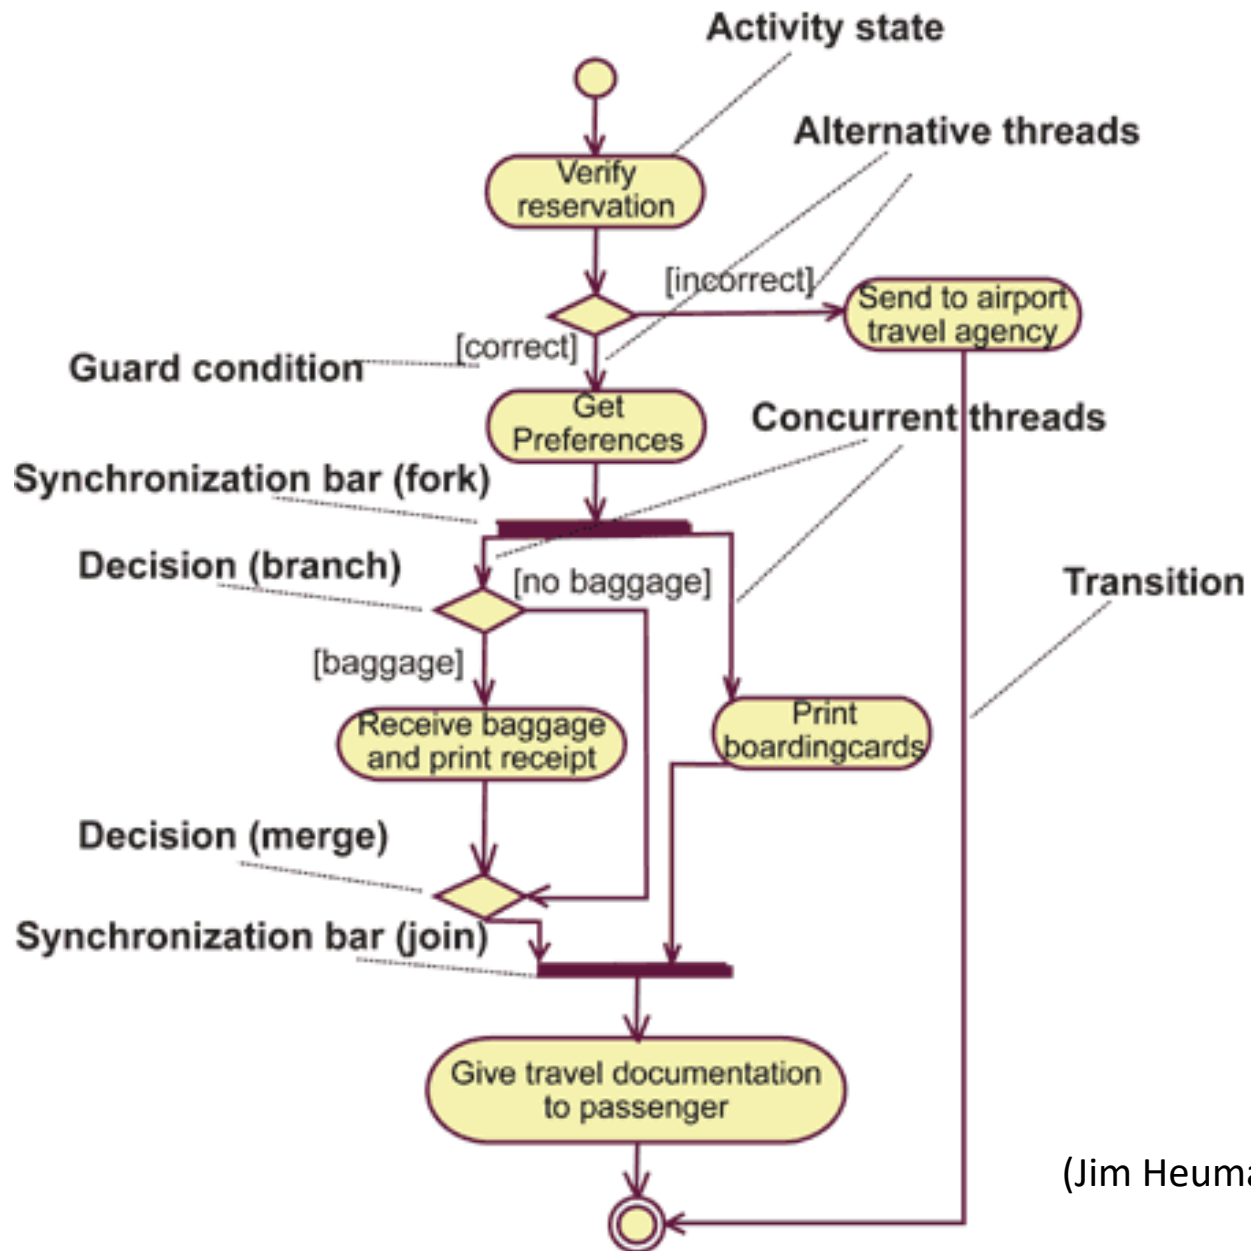 Activity state
Alternative threads
Verify
reservation
[incorrect]
Send to airport
travel agency
[correct]
Guard condition
Get
Preferences
Concurrent threads
Synchronization bar (fork)
Decision (branch)
[no baggage]
Transition
[baggage]
Receive baggage
and print receipt
Print
boardingcards
Decision (merge)
Synchronization bar (join)
Give travel documentation
to passenger
(Jim